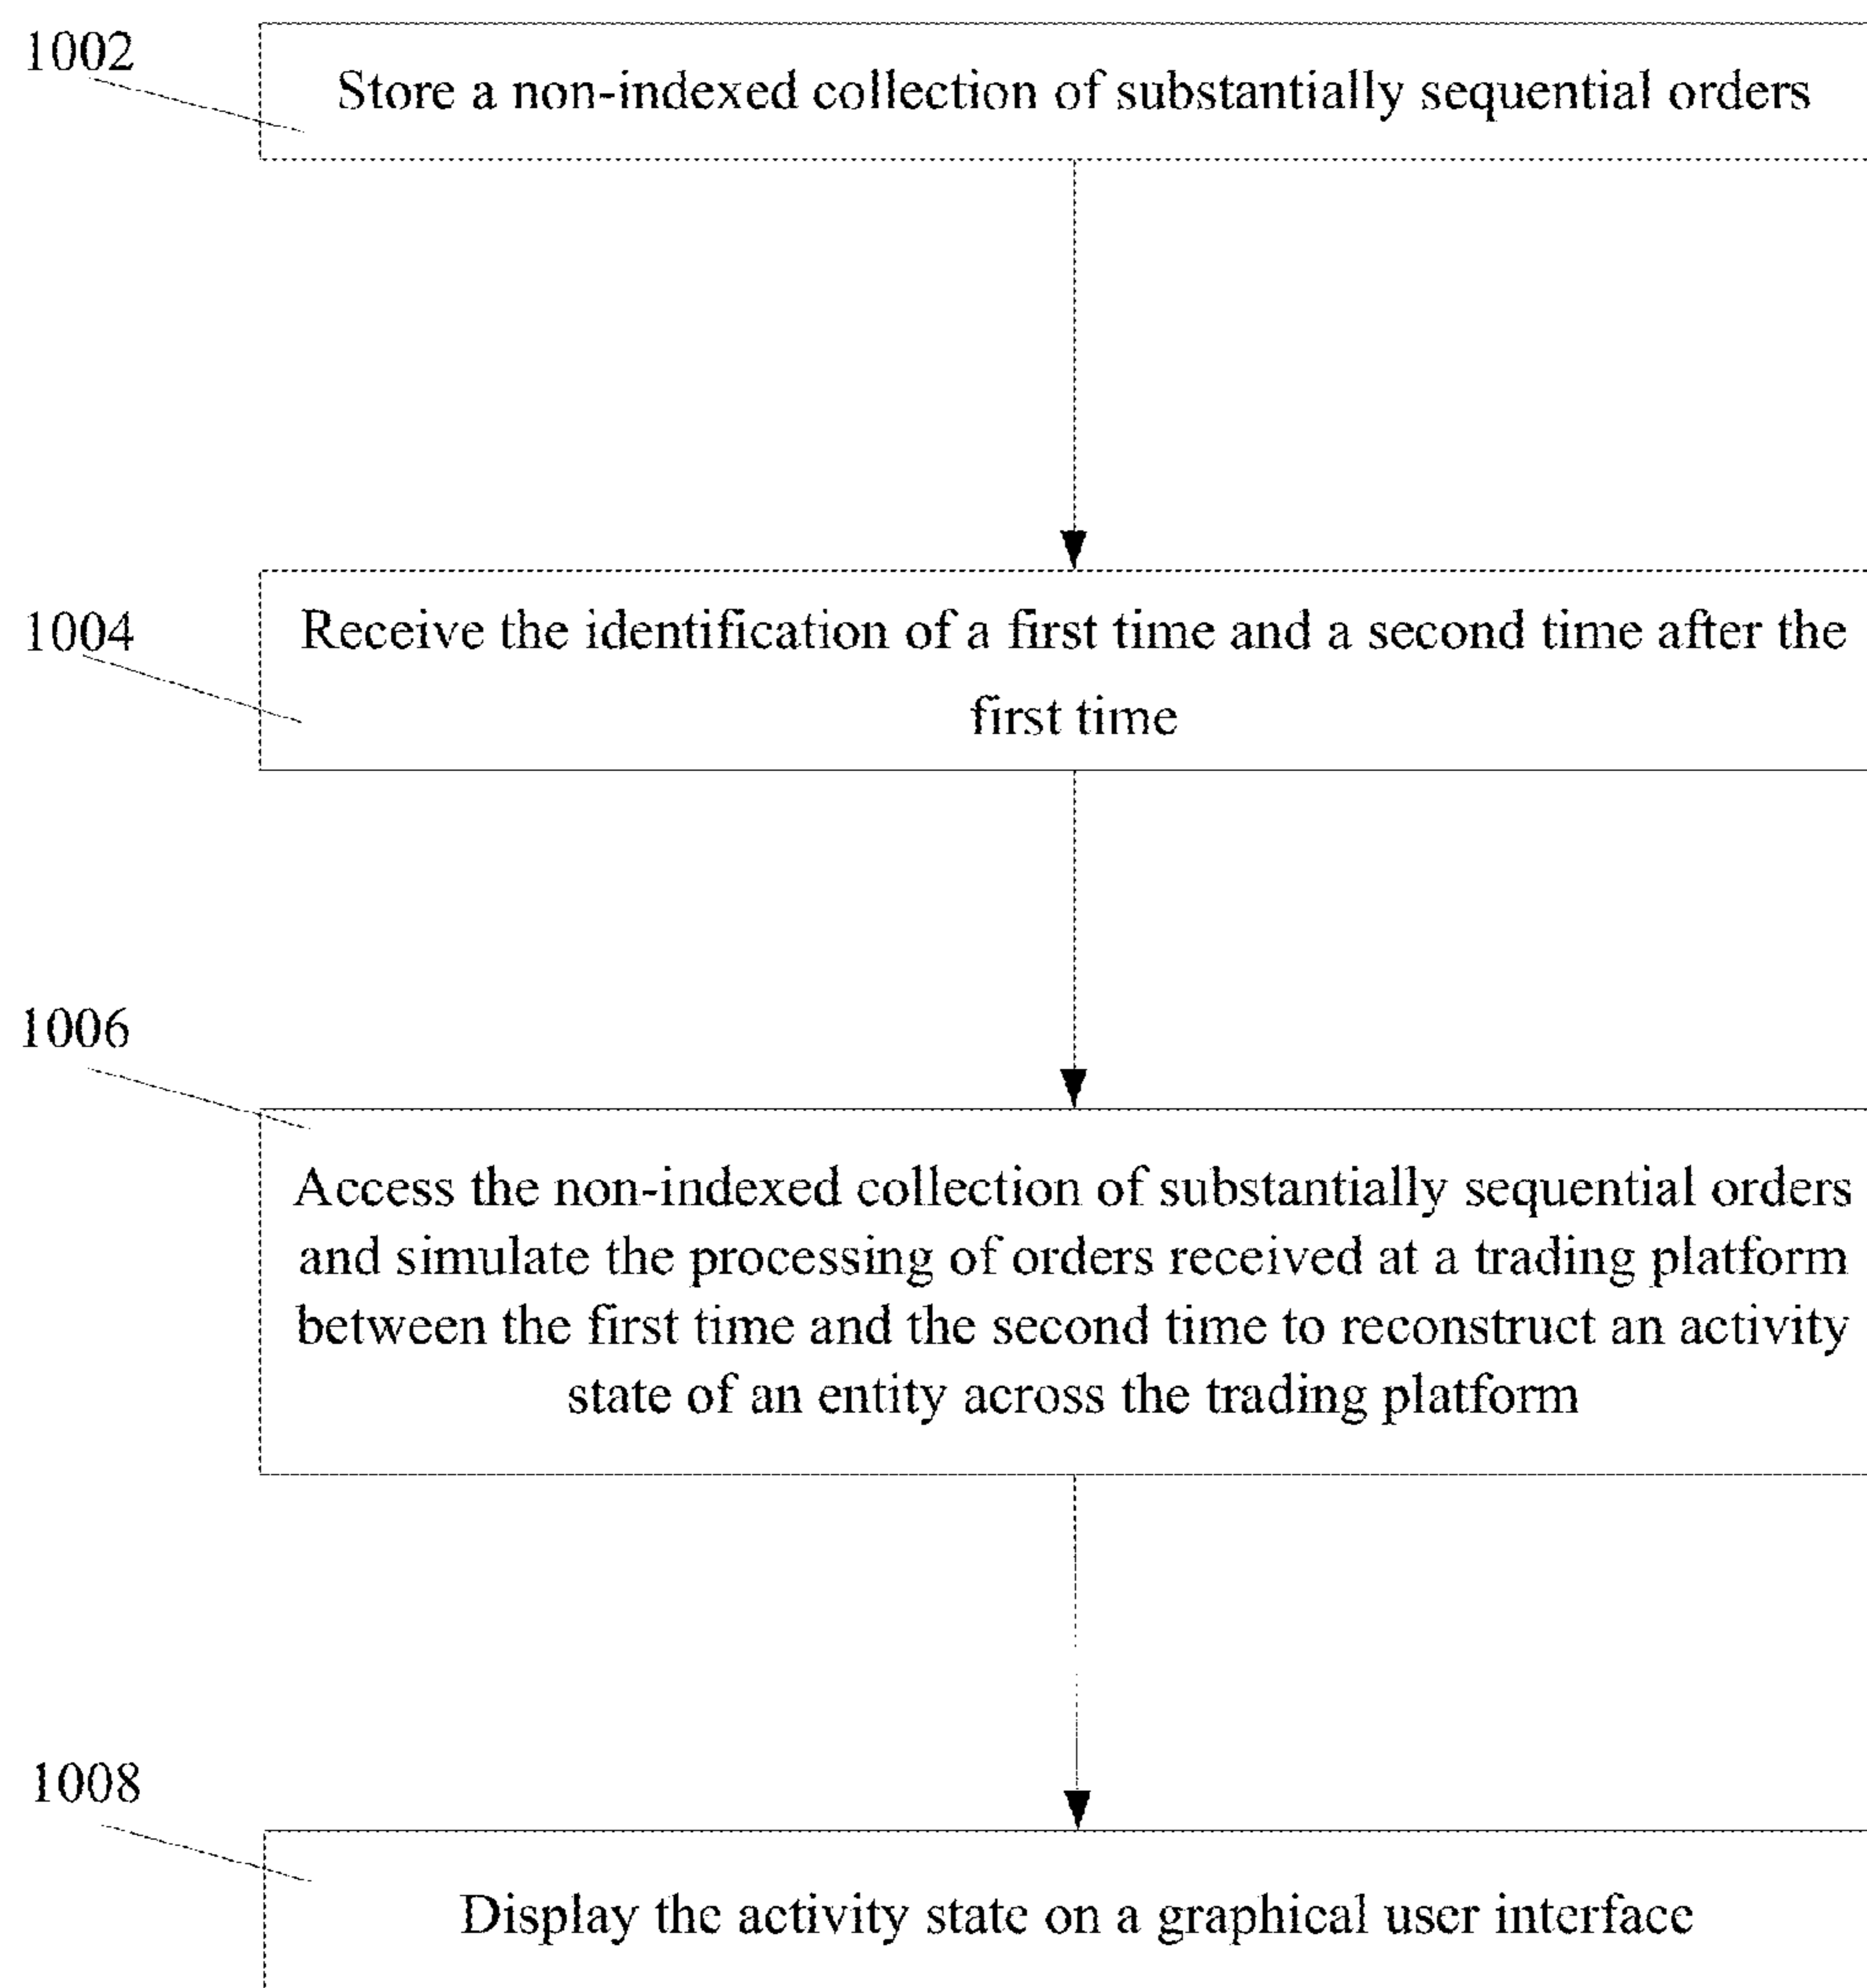 1002
Store a non-indexed collection of substantially sequential orders
1004
Receive the identification of a first time and a second time after the
first time
1006
Access the non-indexed collection of substantially sequential orders
and simulate the processing of orders received at a trading platform
between the first time and the second time to reconstruct an activity
state of an entity across the trading platform
1008
Display the activity state on a graphical user interface